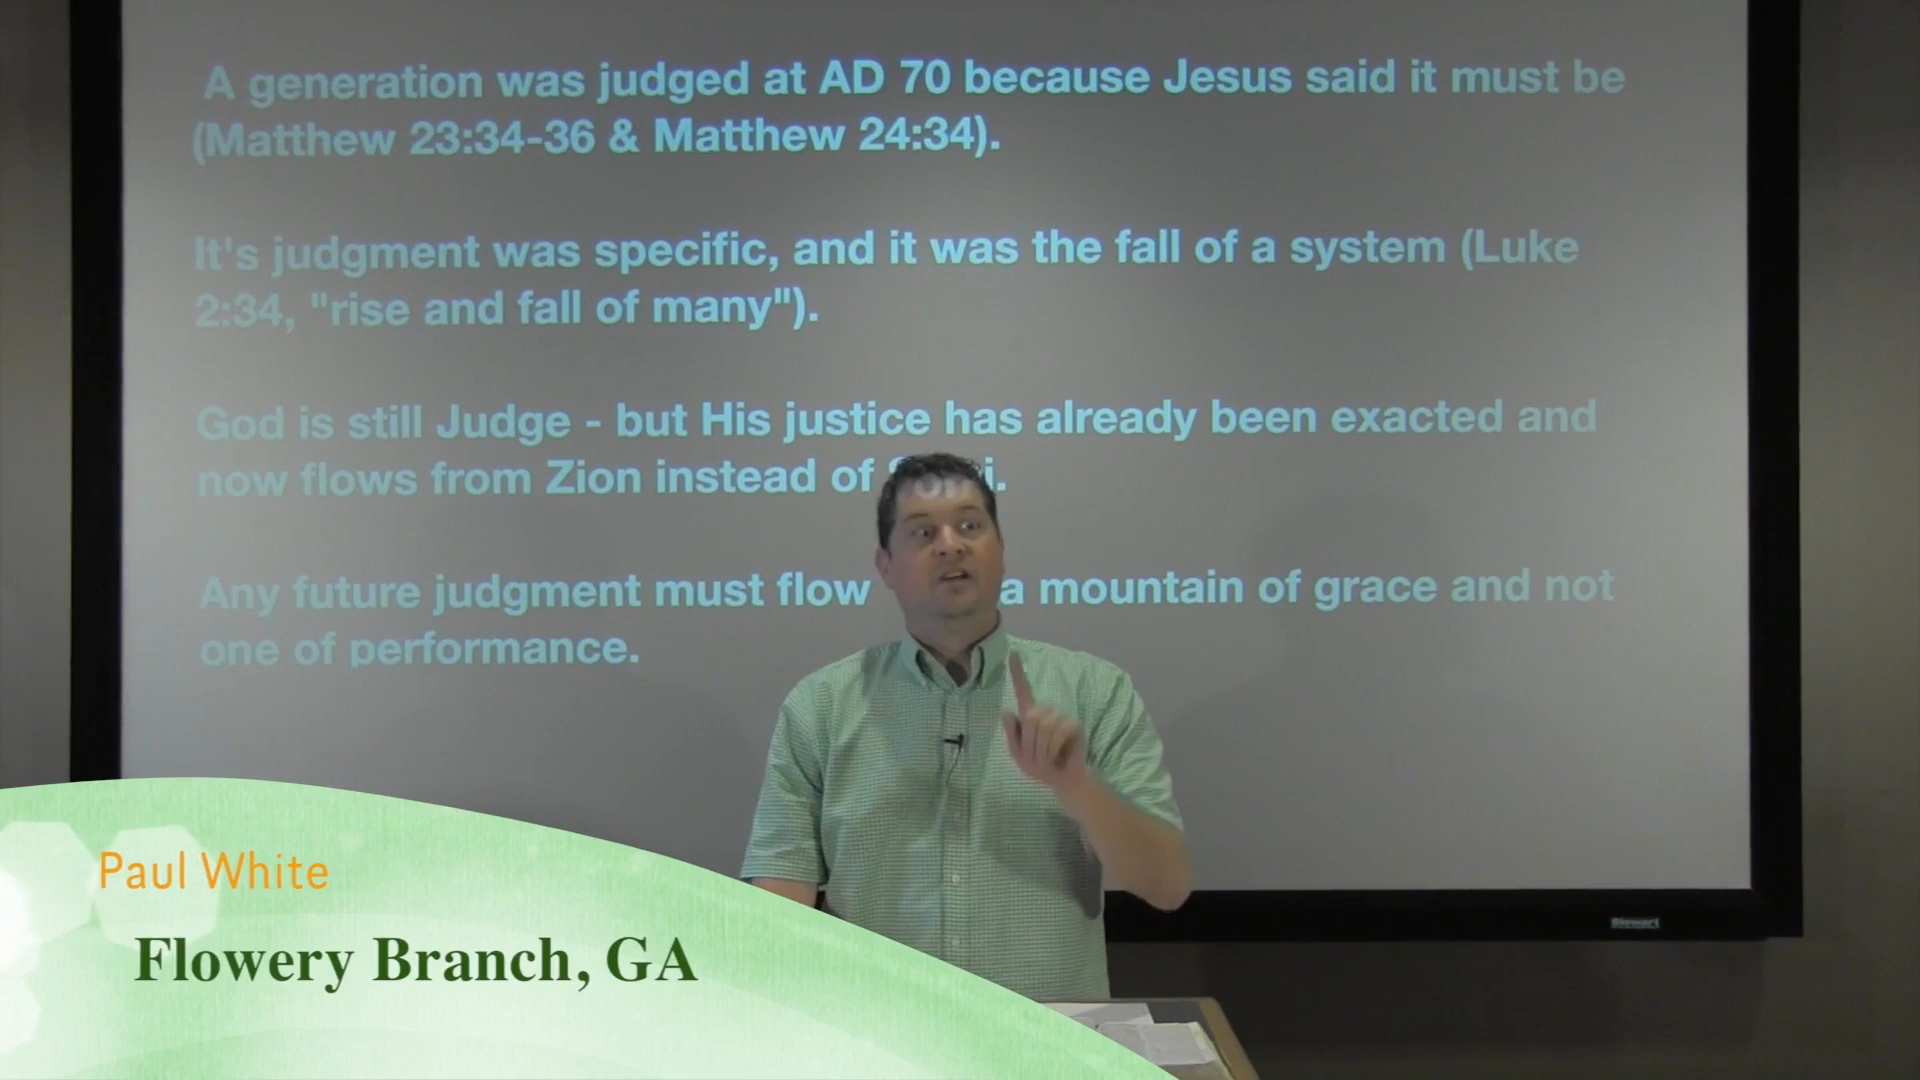 A generation was judged at AD 70 because Jesus said it must be
(Matthew 23:34-36 & Matthew 24:34).
It's judgment was specific, and it was the fall of a system (Luke
2:34, "rise and fall of many").
God is still Judge - but His justice has already been exacted and
now flows from Zion instead of
Any future judgment must flow a mountain of grace and not
one of performance.
Stewart
Paul White
Flowery Branch, GA